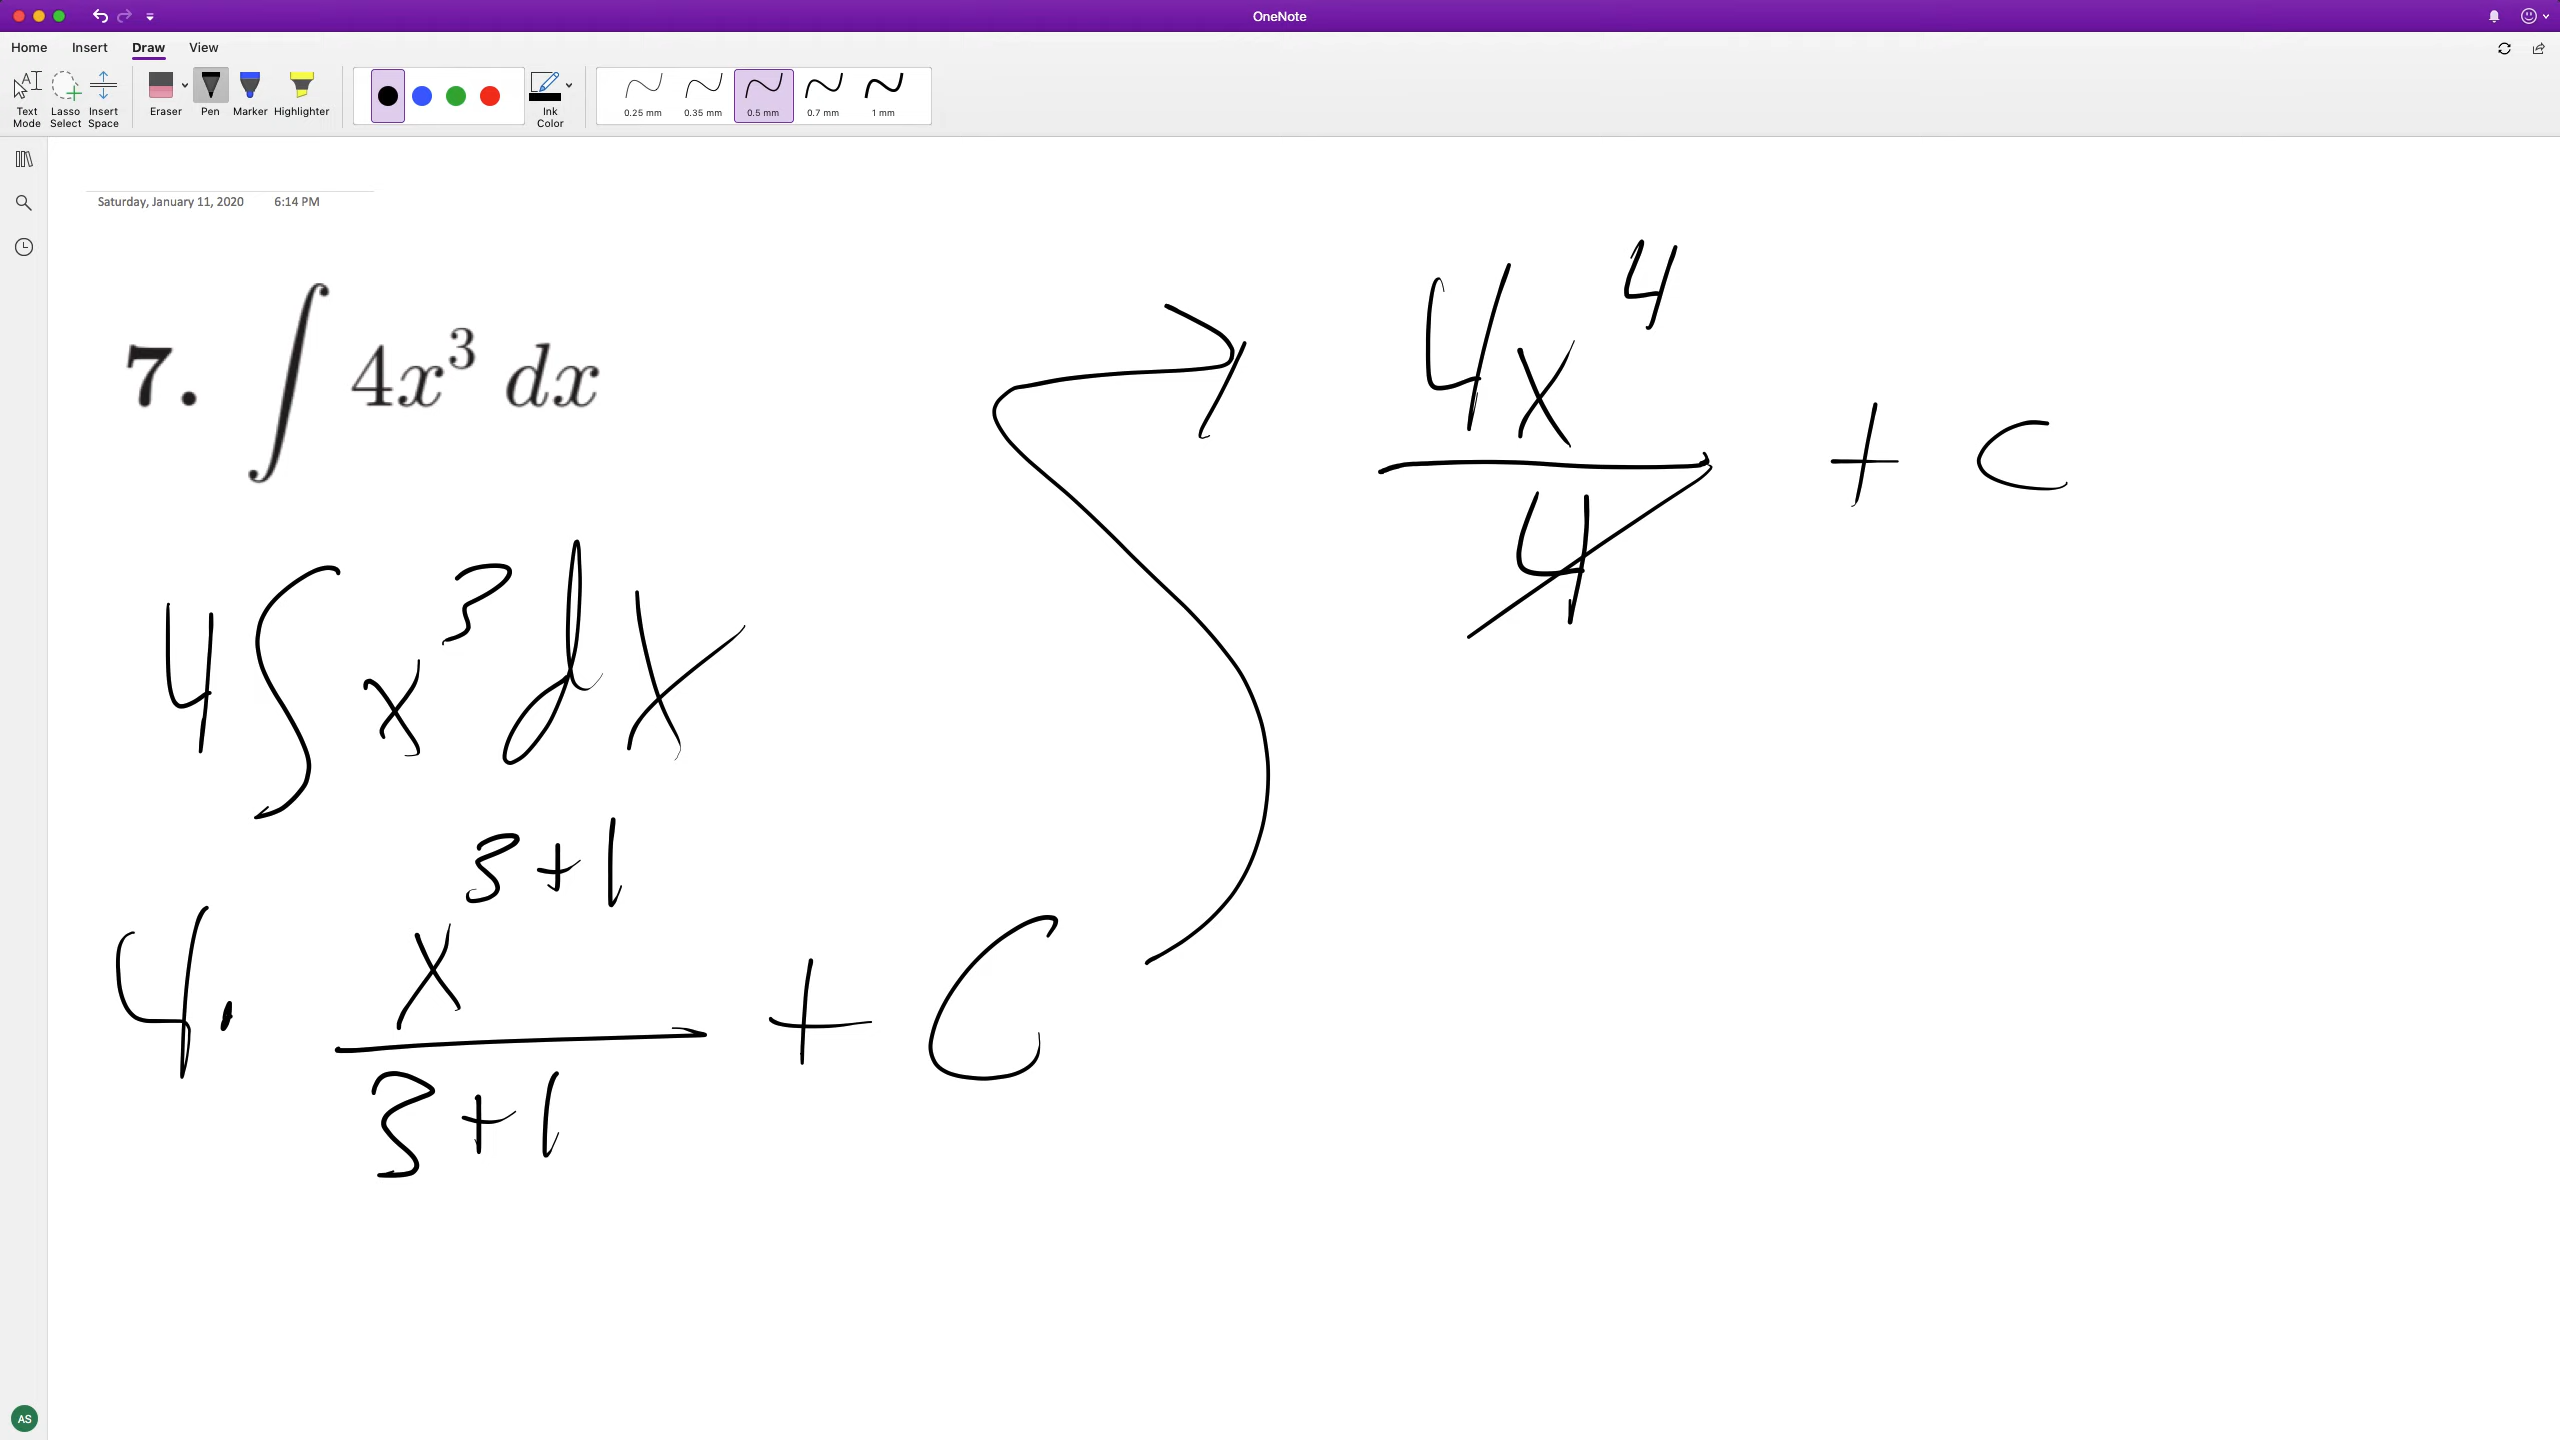 OneNote
Home Insert Draw View
Text Mode Lasso Select Insert Space Eraser Pen Marker Highlighter Ink Color 0.25 mm 0.35 mm 0.5 mm 0.7 mm 1 mm
Saturday, January 11, 2020 6:14 PM
7. ∫ 4x³ dx
4∫x³dx
4 · x^(3+1) / (3+1) + C
4x⁴ / 4 + C
AS